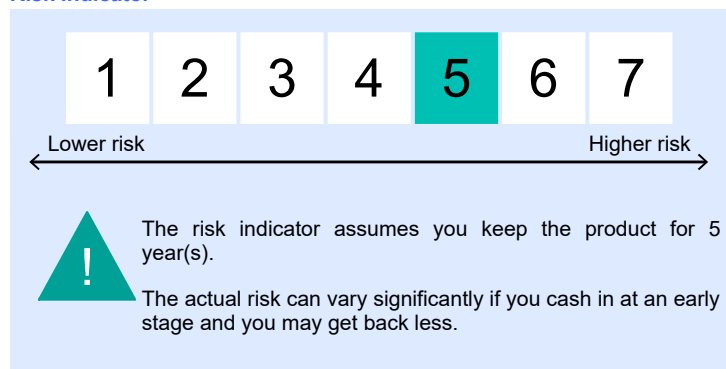 Risk Indicator
1 2 3 4 5 6 7
Lower risk Higher risk
!
The risk indicator assumes you keep the product for 5
year(s).
The actual risk can vary significantly if you cash in at an early
stage and you may get back less.